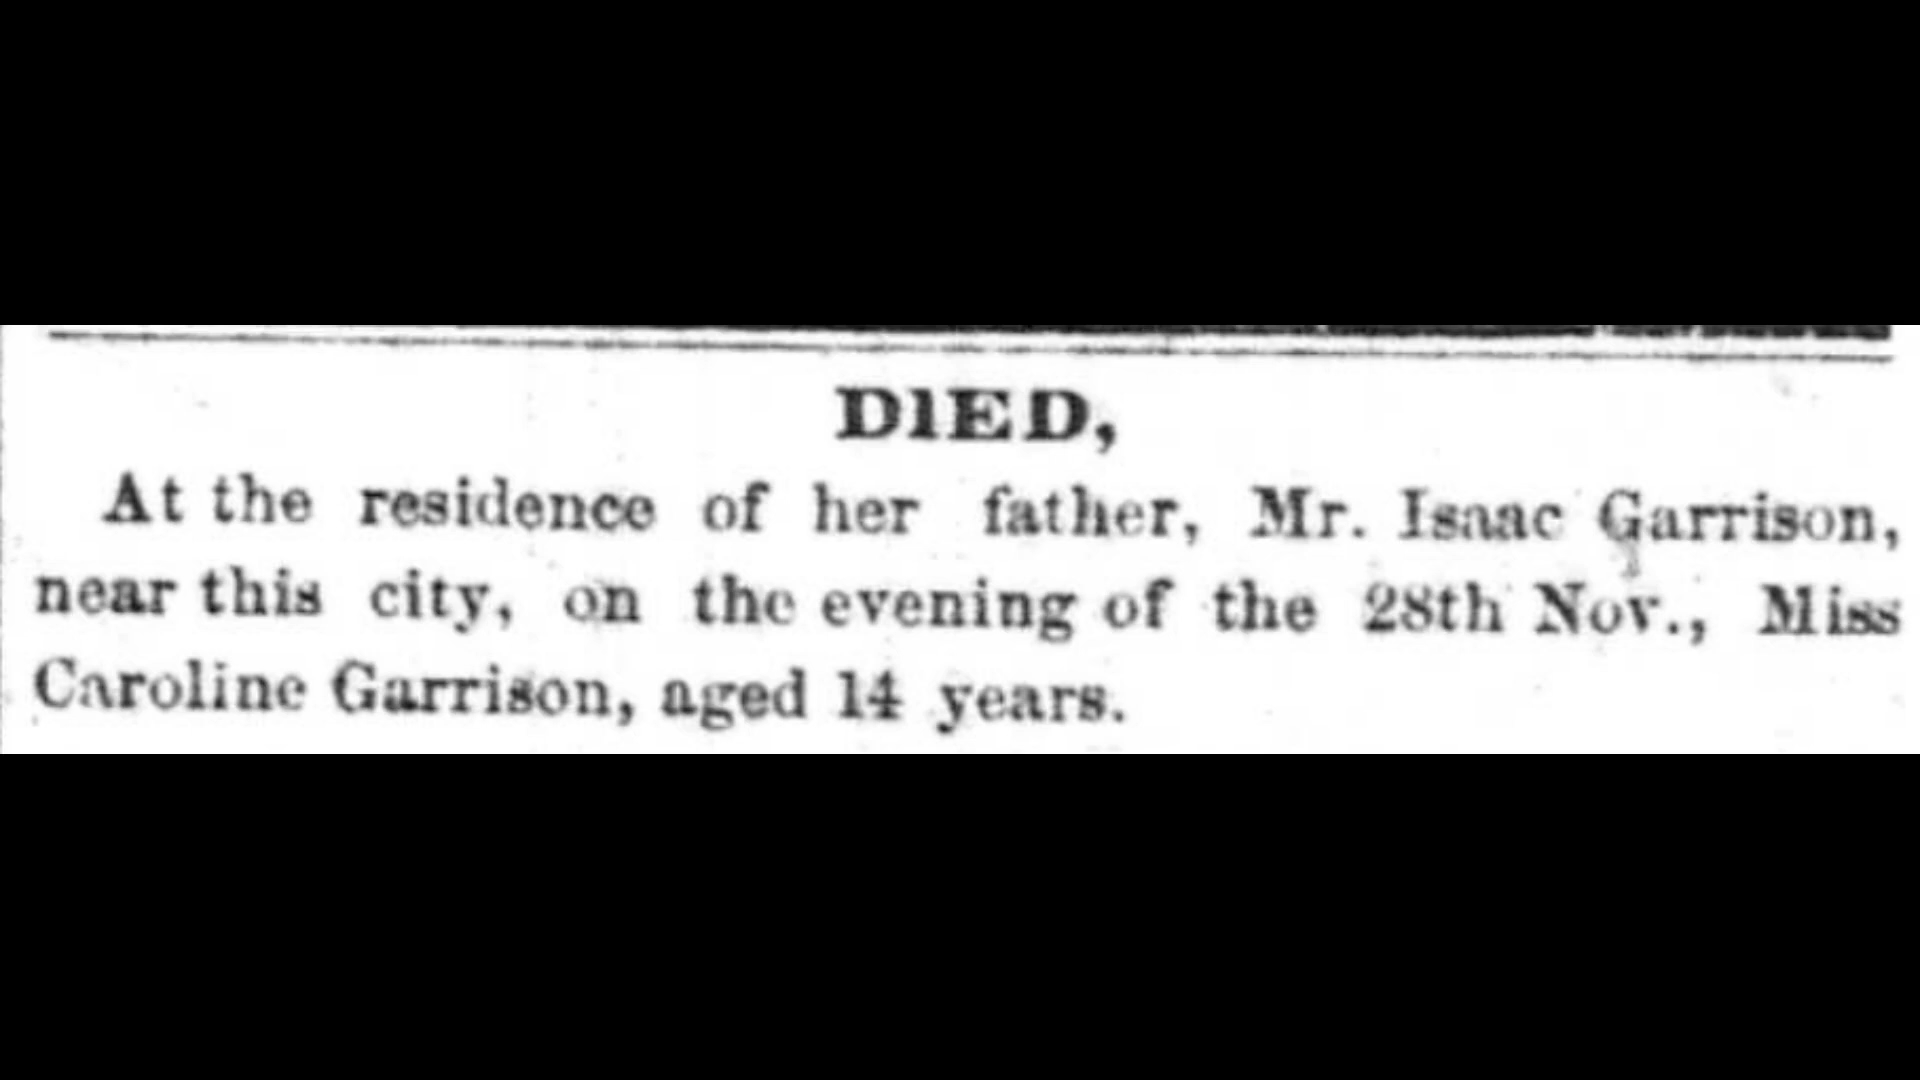 DIED,
At the residence of her father, Mr. Isaac Garrison,
near this city, on the evening of the 28th Nov., Miss
Caroline Garrison, aged 14 years.